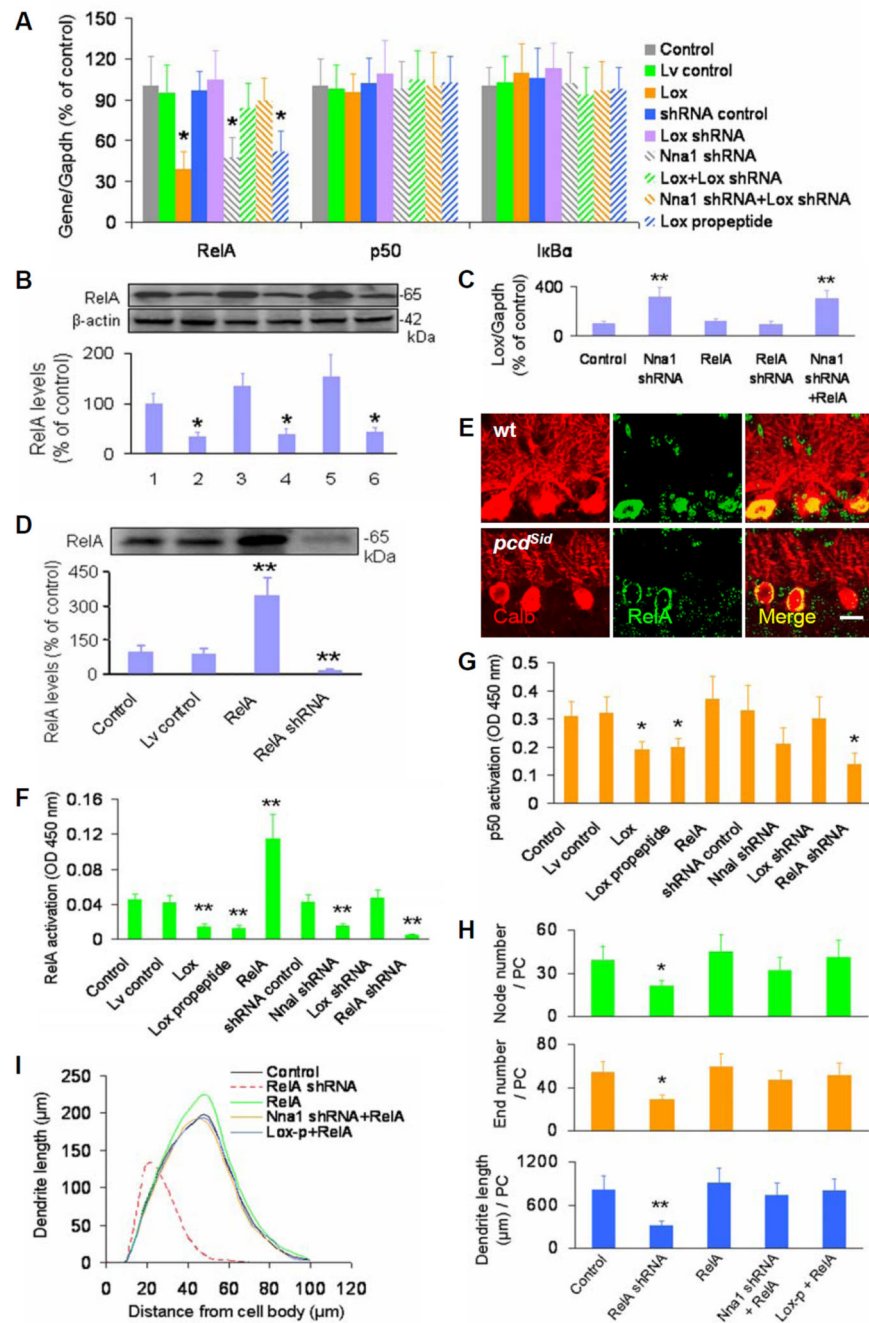 A
Gene/Gapdh (% of control)
150
120
90
60
30
0
*
*
*
RelA
p50
IκBα
Control
Lv control
Lox
shRNA control
Lox shRNA
Nna1 shRNA
Lox+Lox shRNA
Nna1 shRNA+Lox shRNA
Lox propeptide
B
RelA
-65
β-actin
-42
kDa
RelA levels
(% of control)
200
100
0
*
*
*
1 2 3 4 5 6
C
Lox/Gapdh
(% of control)
400
0
**
**
Control
Nna1
shRNA
RelA
RelA
shRNA
Nna1
shRNA
+RelA
D
RelA
-65
kDa
RelA levels (% of control)
450
300
150
0
**
**
Control
Lv control
RelA
RelA shRNA
E
wt
pcdSid
Calb
RelA
Merge
F
RelA activation (OD 450 nm)
0.16
0.12
0.08
0.04
0
**
**
**
**
**
Control
Lv control
Lox
Lox propeptide
RelA
shRNA control
NnaI shRNA
Lox shRNA
RelA shRNA
G
p50 activation (OD 450 nm)
0.5
0.4
0.3
0.2
0.1
0
*
*
*
Control
Lv control
Lox
Lox propeptide
RelA
shRNA control
NnaI shRNA
Lox shRNA
RelA shRNA
H
Node number
/ PC
60
30
0
*
End number
/ PC
80
40
0
*
Dendrite length
(μm) / PC
1200
600
0
**
Control
RelA shRNA
RelA
Nna1 shRNA
+ RelA
Lox-p + RelA
I
Dendrite length (μm)
250
200
150
100
50
0
0 20 40 60 80 100 120
Distance from cell body (μm)
Control
RelA shRNA
RelA
Nna1 shRNA+RelA
Lox-p+RelA